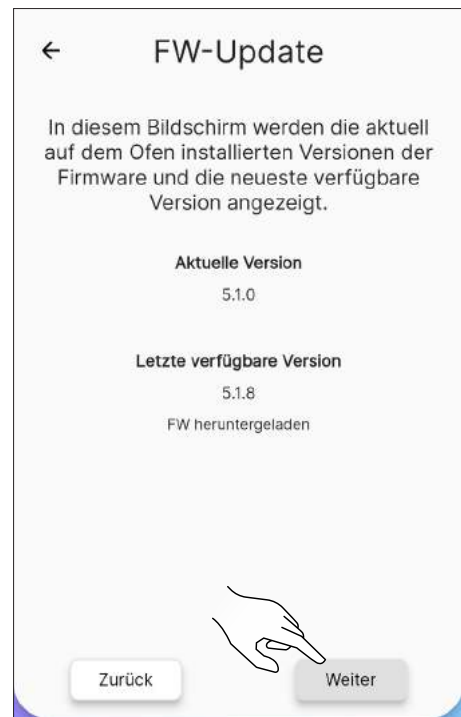 FW-Update
In diesem Bildschirm werden die aktuell
auf dem Ofen installierten Versionen der
Firmware und die neueste verfügbare
Version angezeigt.
Aktuelle Version
5.1.0
Letzte verfügbare Version
5.1.8
FW heruntergeladen
Zurück
Weiter